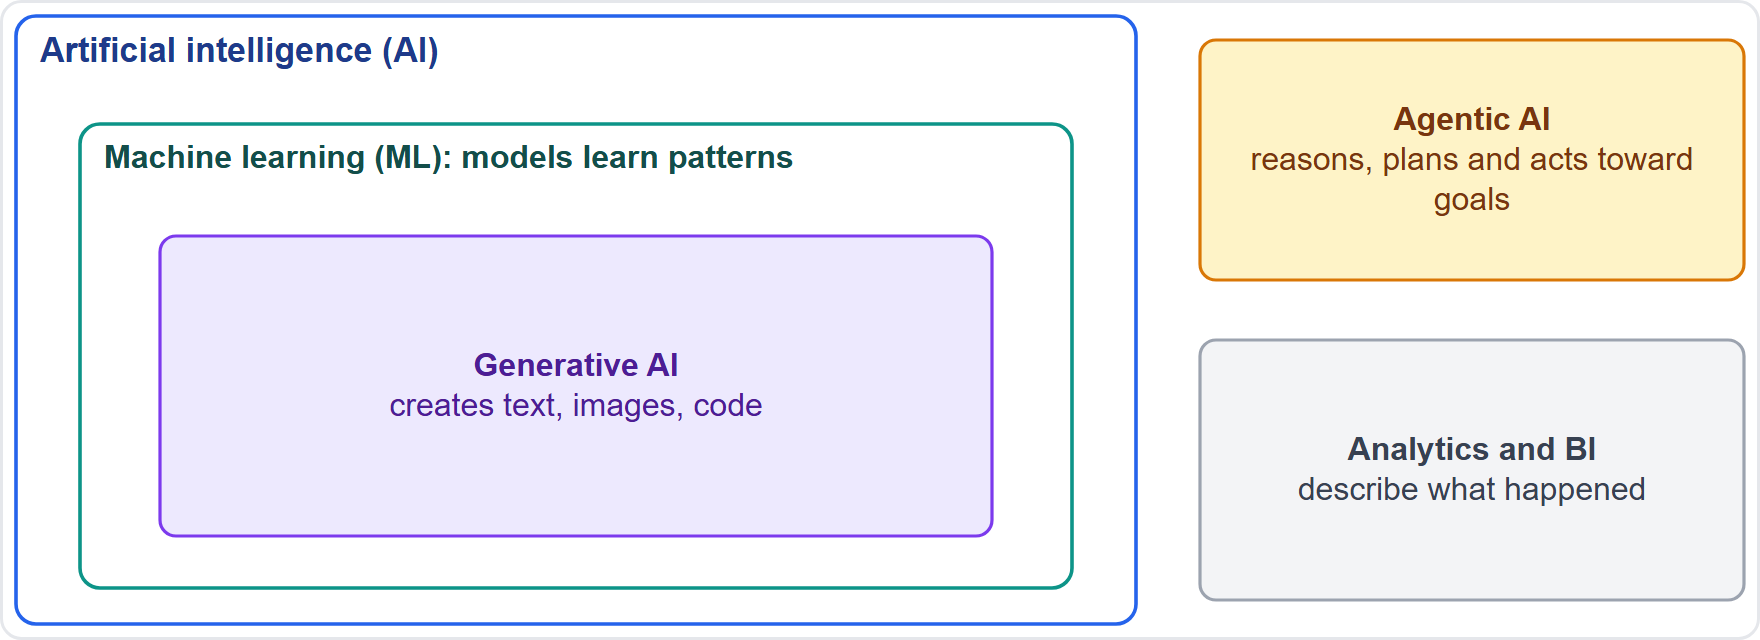 Artificial intelligence (AI)
Machine learning (ML): models learn patterns
Generative AI
creates text, images, code
Agentic AI
reasons, plans and acts toward
goals
Analytics and BI
describe what happened